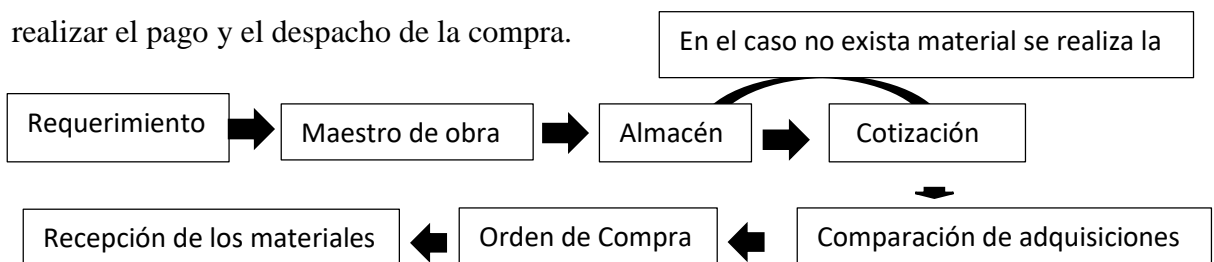 realizar el pago y el despacho de la compra.
En el caso no exista material se realiza la
Requerimiento
Maestro de obra
Almacén
Cotización
Recepción de los materiales
Orden de Compra
Comparación de adquisiciones